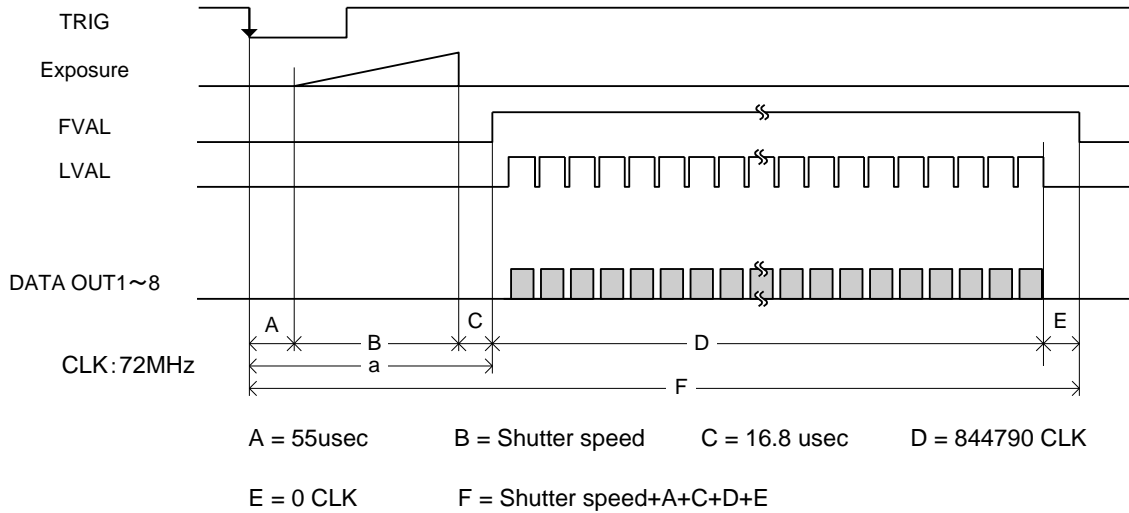 TRIG
Exposure
FVAL
LVAL
DATA OUT1～8
A
B
C
D
E
CLK：72MHz
a
F
A = 55usec B = Shutter speed C = 16.8 usec D = 844790 CLK
E = 0 CLK F = Shutter speed+A+C+D+E